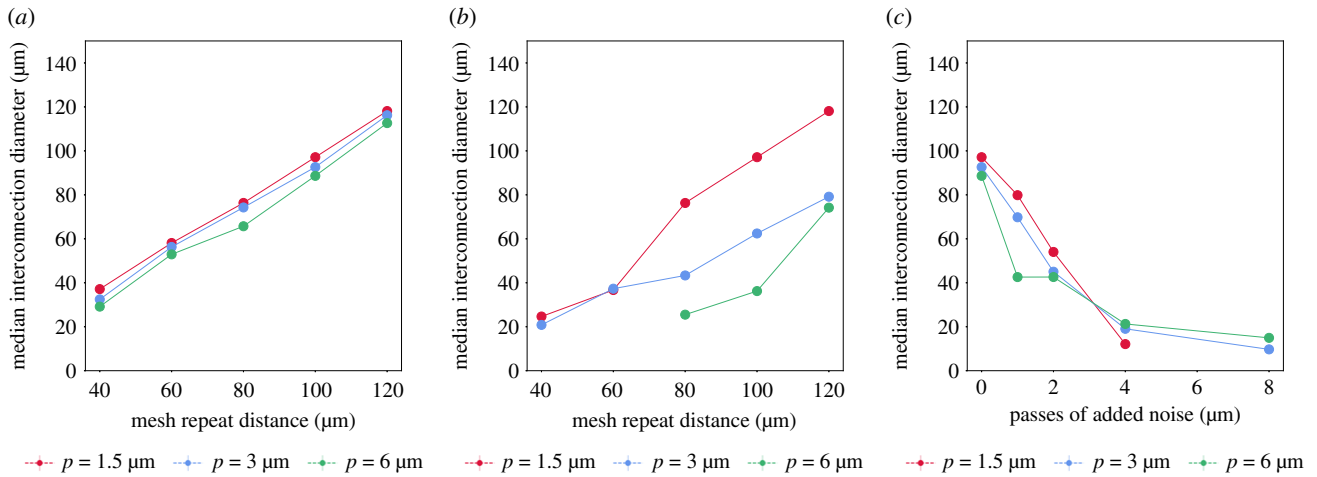 (a)
median interconnection diameter (µm)
140
120
100
80
60
40
20
0
40 60 80 100 120
mesh repeat distance (µm)
p = 1.5 µm p = 3 µm p = 6 µm
(b)
median interconnection diameter (µm)
140
120
100
80
60
40
20
0
40 60 80 100 120
mesh repeat distance (µm)
p = 1.5 µm p = 3 µm p = 6 µm
(c)
median interconnection diameter (µm)
140
120
100
80
60
40
20
0
0 2 4 6 8
passes of added noise (µm)
p = 1.5 µm p = 3 µm p = 6 µm